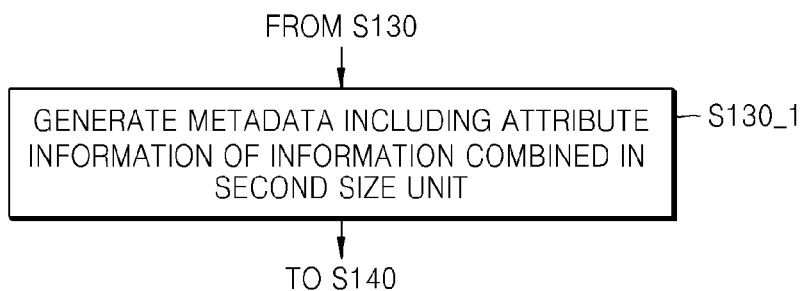 FROM S130
GENERATE METADATA INCLUDING ATTRIBUTE
INFORMATION OF INFORMATION COMBINED IN
SECOND SIZE UNIT
S130_1
TO S140